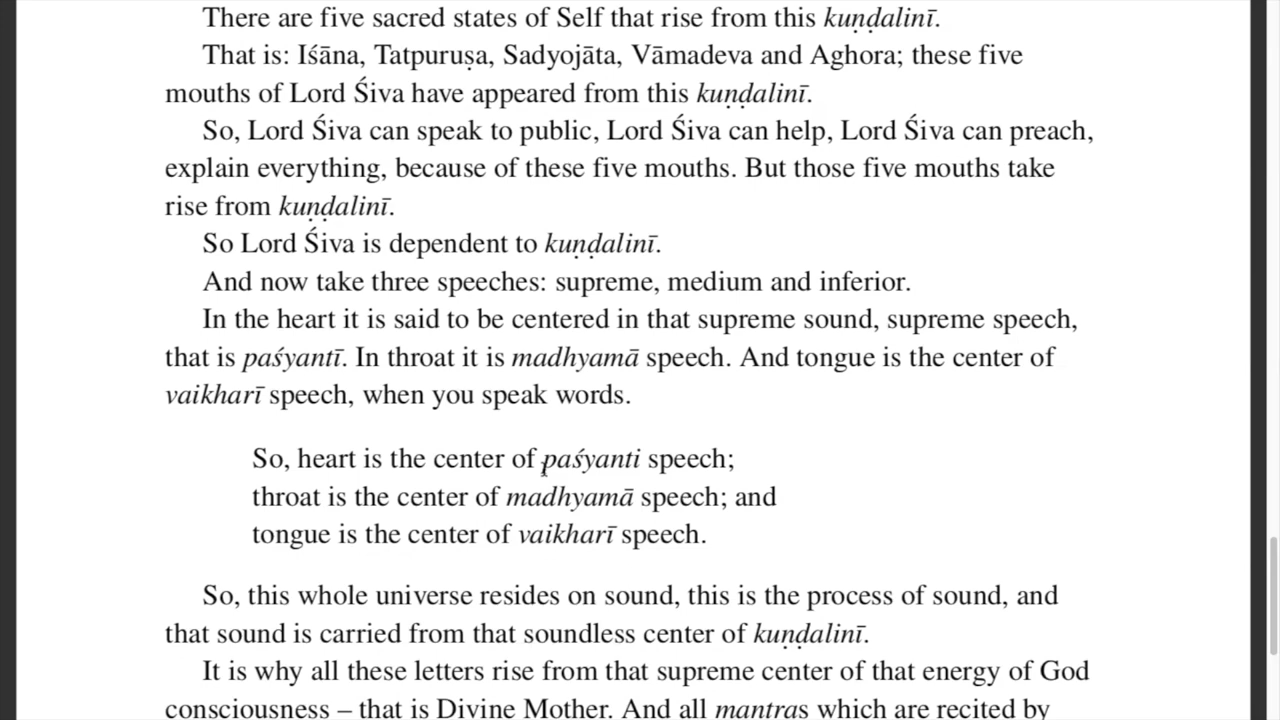 There are five sacred states of Self that rise from this kuṇḍalinī.
That is: Iśāna, Tatpuruṣa, Sadyojāta, Vāmadeva and Aghora; these five
mouths of Lord Śiva have appeared from this kuṇḍalinī.
So, Lord Śiva can speak to public, Lord Śiva can help, Lord Śiva can preach,
explain everything, because of these five mouths. But those five mouths take
rise from kuṇḍalinī.
So Lord Śiva is dependent to kuṇḍalinī.
And now take three speeches: supreme, medium and inferior.
In the heart it is said to be centered in that supreme sound, supreme speech,
that is paśyantī. In throat it is madhyamā speech. And tongue is the center of
vaikharī speech, when you speak words.
So, heart is the center of paśyanti speech;
throat is the center of madhyamā speech; and
tongue is the center of vaikharī speech.
So, this whole universe resides on sound, this is the process of sound, and
that sound is carried from that soundless center of kuṇḍalinī.
It is why all these letters rise from that supreme center of that energy of God
consciousness – that is Divine Mother. And all mantras which are recited by